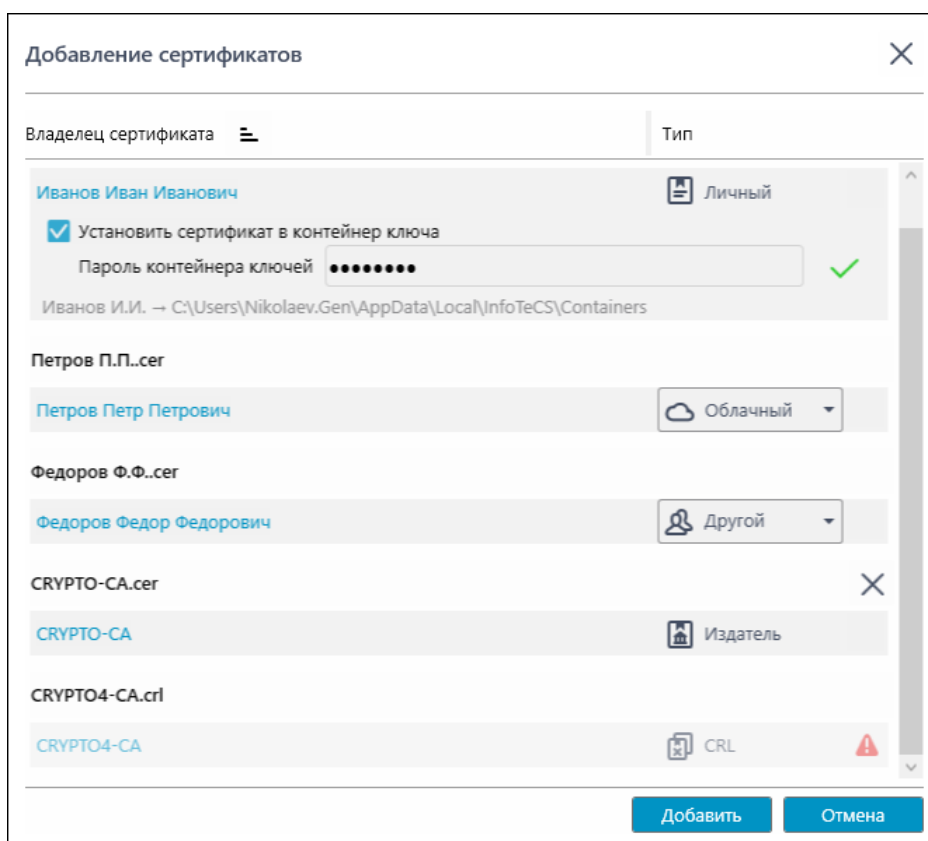 Добавление сертификатов
Владелец сертификата Тип
Иванов Иван Иванович Личный
Установить сертификат в контейнер ключа
Пароль контейнера ключей ••••••••
Иванов И.И. → C:\Users\Nikolaev.Gen\AppData\Local\InfoTeCS\Containers
Петров П.П..cer
Петров Петр Петрович Облачный
Федоров Ф.Ф..cer
Федоров Федор Федорович Другой
CRYPTO-CA.cer
CRYPTO-CA Издатель
CRYPTO4-CA.crl
CRYPTO4-CA CRL
Добавить Отмена